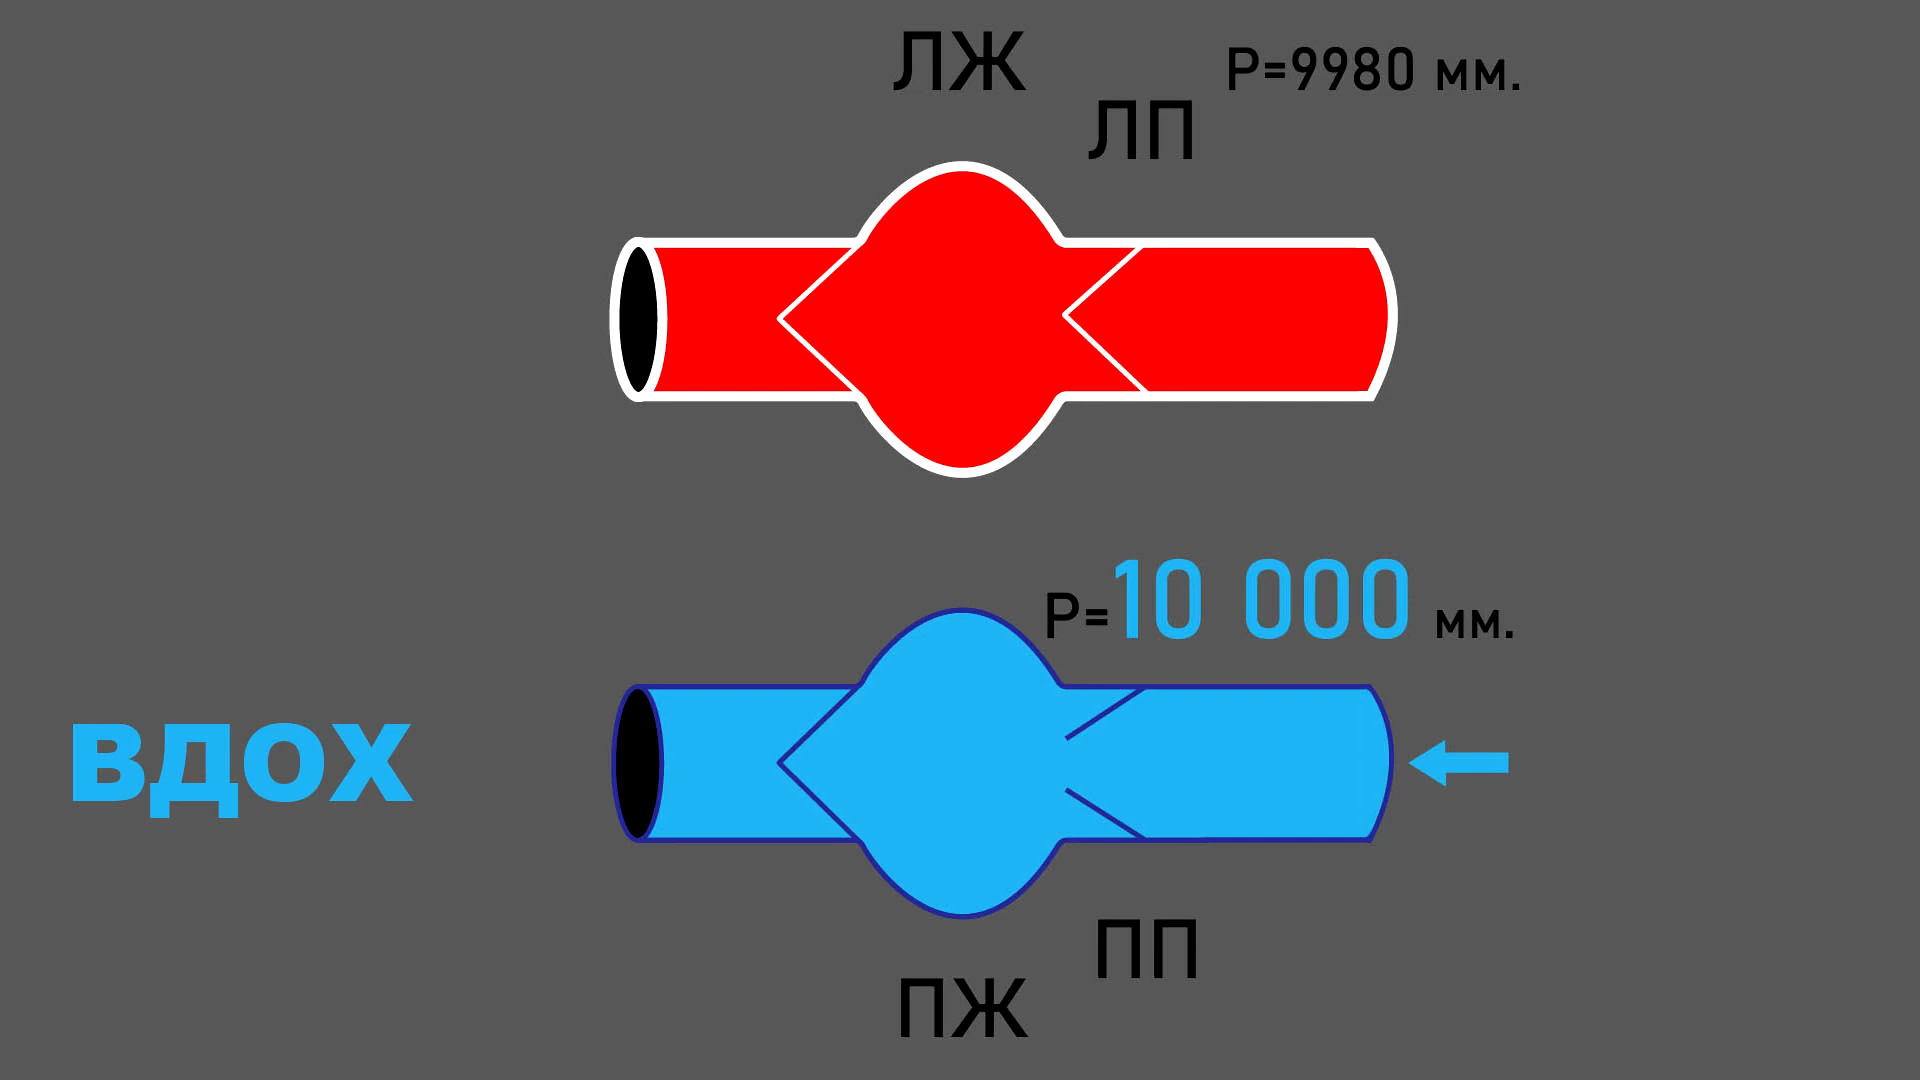 ЛЖ
P=9980 мм.
ЛП
P=10 000 мм.
вдох
ПП
ПЖ